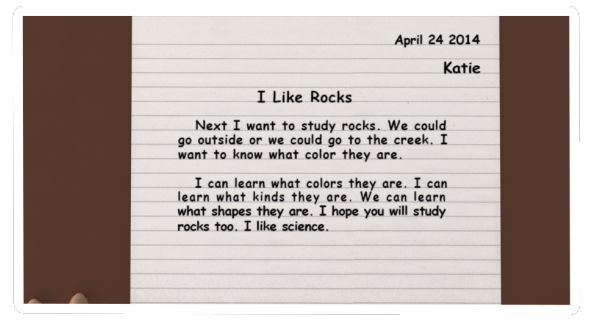 April 24 2014
Katie
I Like Rocks
Next I want to study rocks. We could
go outside or we could go to the creek. I
want to know what color they are.
I can learn what colors they are. I can
learn what kinds they are. We can learn
what shapes they are. I hope you will study
rocks too. I like science.